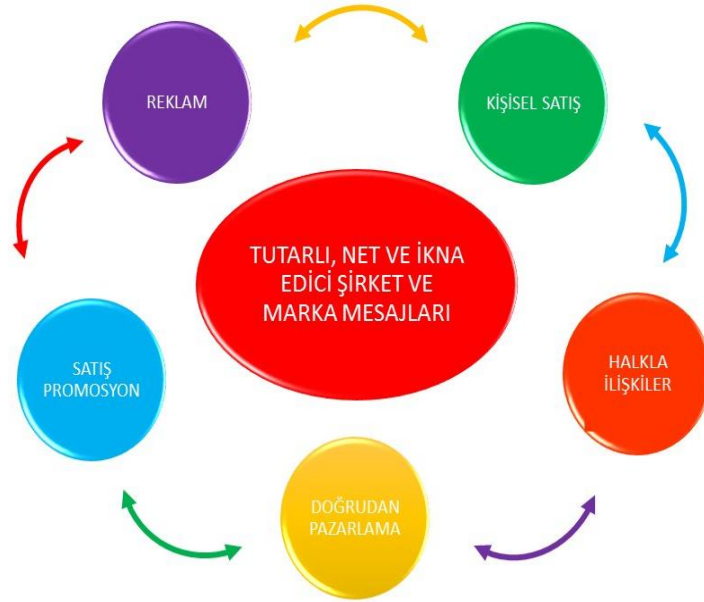 REKLAM
KİŞİSEL SATIŞ
TUTARLI, NET VE İKNA
EDİCİ ŞİRKET VE
MARKA MESAJLARI
SATIŞ
PROMOSYON
HALKLA
İLİŞKİLER
DOĞRUDAN
PAZARLAMA